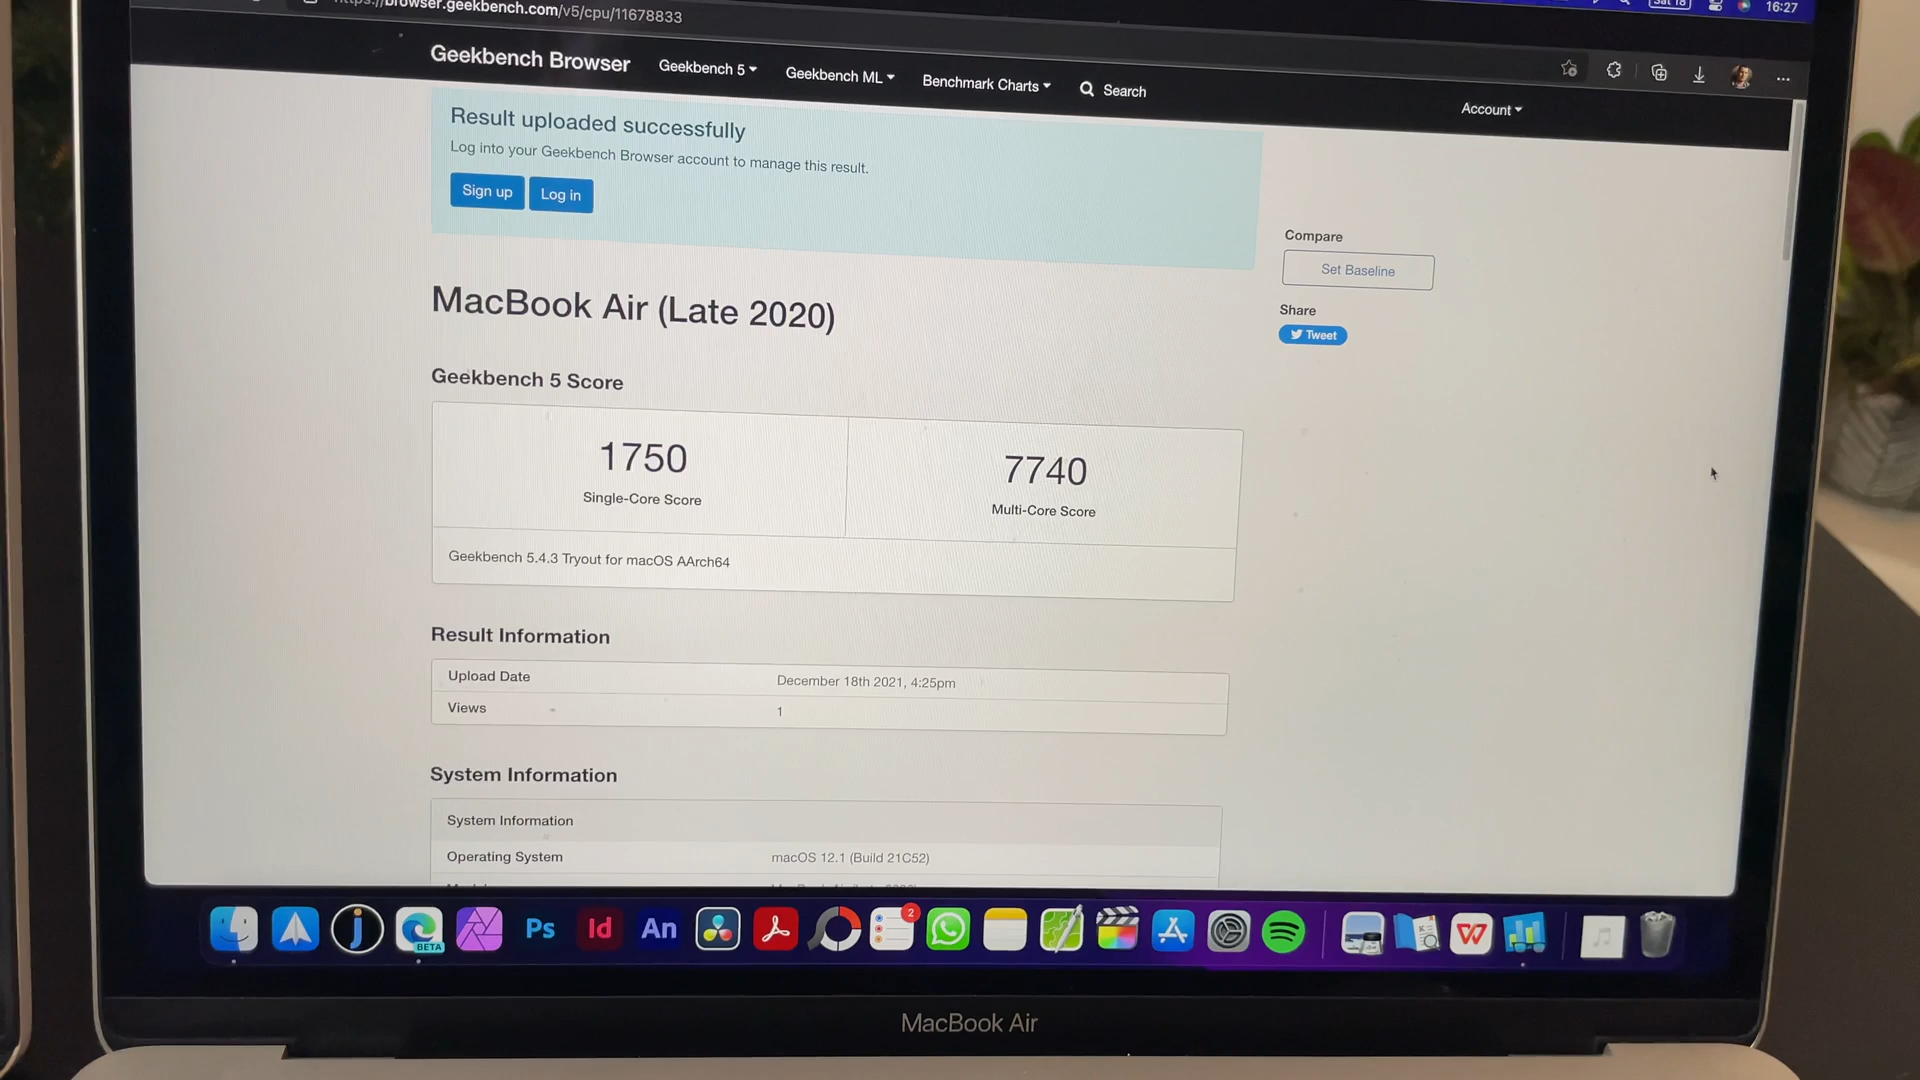 https://browser.geekbench.com/v5/cpu/11678833
Sat 18
16:27
Geekbench Browser
Geekbench 5
Geekbench ML
Benchmark Charts
Search
Account
Result uploaded successfully
Log into your Geekbench Browser account to manage this result.
Sign up
Log in
Compare
Set Baseline
Share
Tweet
MacBook Air (Late 2020)
Geekbench 5 Score
1750
Single-Core Score
7740
Multi-Core Score
Geekbench 5.4.3 Tryout for macOS AArch64
Result Information
Upload Date December 18th 2021, 4:25pm
Views 1
System Information
System Information
Operating System macOS 12.1 (Build 21C52)
j
BETA
Ps
Id
An
2
W
MacBook Air